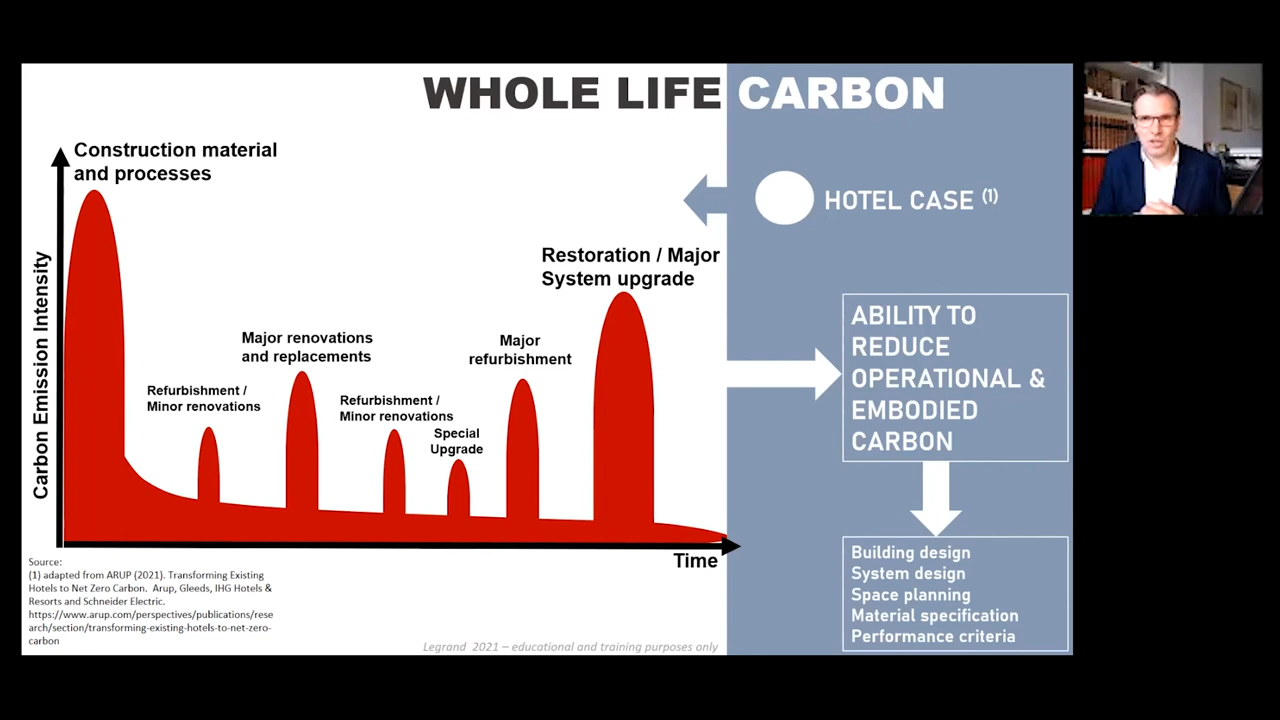 WHOLE LIFE CARBON
Construction material
and processes
HOTEL CASE (1)
Restoration / Major
System upgrade
Major renovations
and replacements
Major
refurbishment
Refurbishment /
Minor renovations
Refurbishment /
Minor renovations
Special
Upgrade
Carbon Emission Intensity
Time
ABILITY TO
REDUCE
OPERATIONAL &
EMBODIED
CARBON
Building design
System design
Space planning
Material specification
Performance criteria
Source:
(1) adapted from ARUP (2021). Transforming Existing
Hotels to Net Zero Carbon. Arup, Gleeds, IHG Hotels &
Resorts and Schneider Electric.
https://www.arup.com/perspectives/publications/rese
arch/section/transforming-existing-hotels-to-net-zero-
carbon
Legrand 2021 – educational and training purposes only